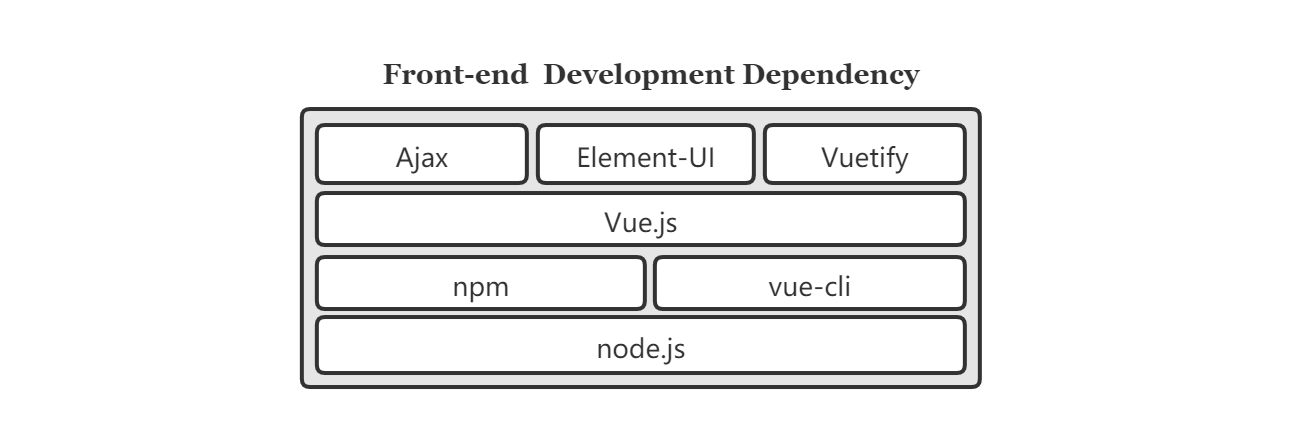 Front-end Development Dependency
Ajax
Element-UI
Vuetify
Vue.js
npm
vue-cli
node.js